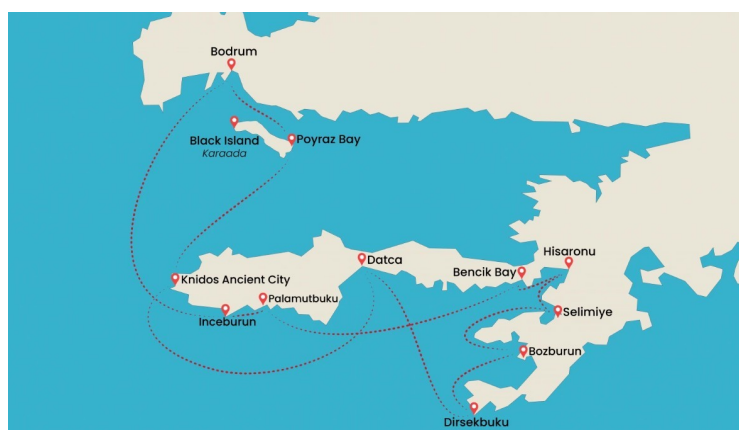 Bodrum
Black Island
Karaada
Poyraz Bay
Datca
Hisaronu
Bencik Bay
Knidos Ancient City
Palamutbuku
Inceburun
Selimiye
Bozburun
Dirsekbuku